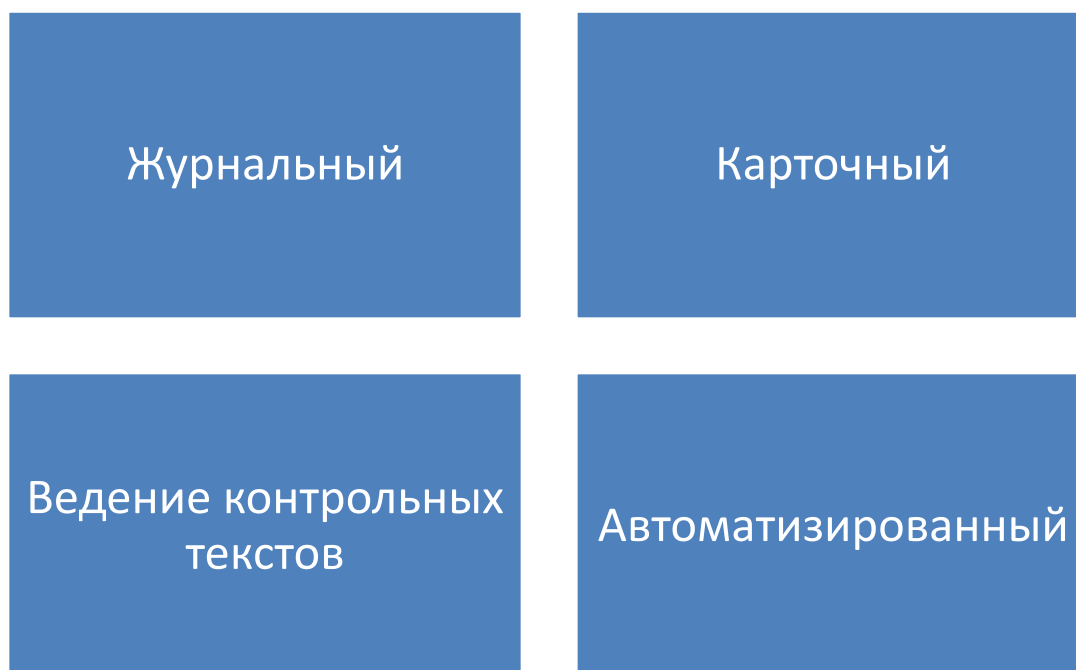 Журнальный
Карточный
Ведение контрольных
текстов
Автоматизированный